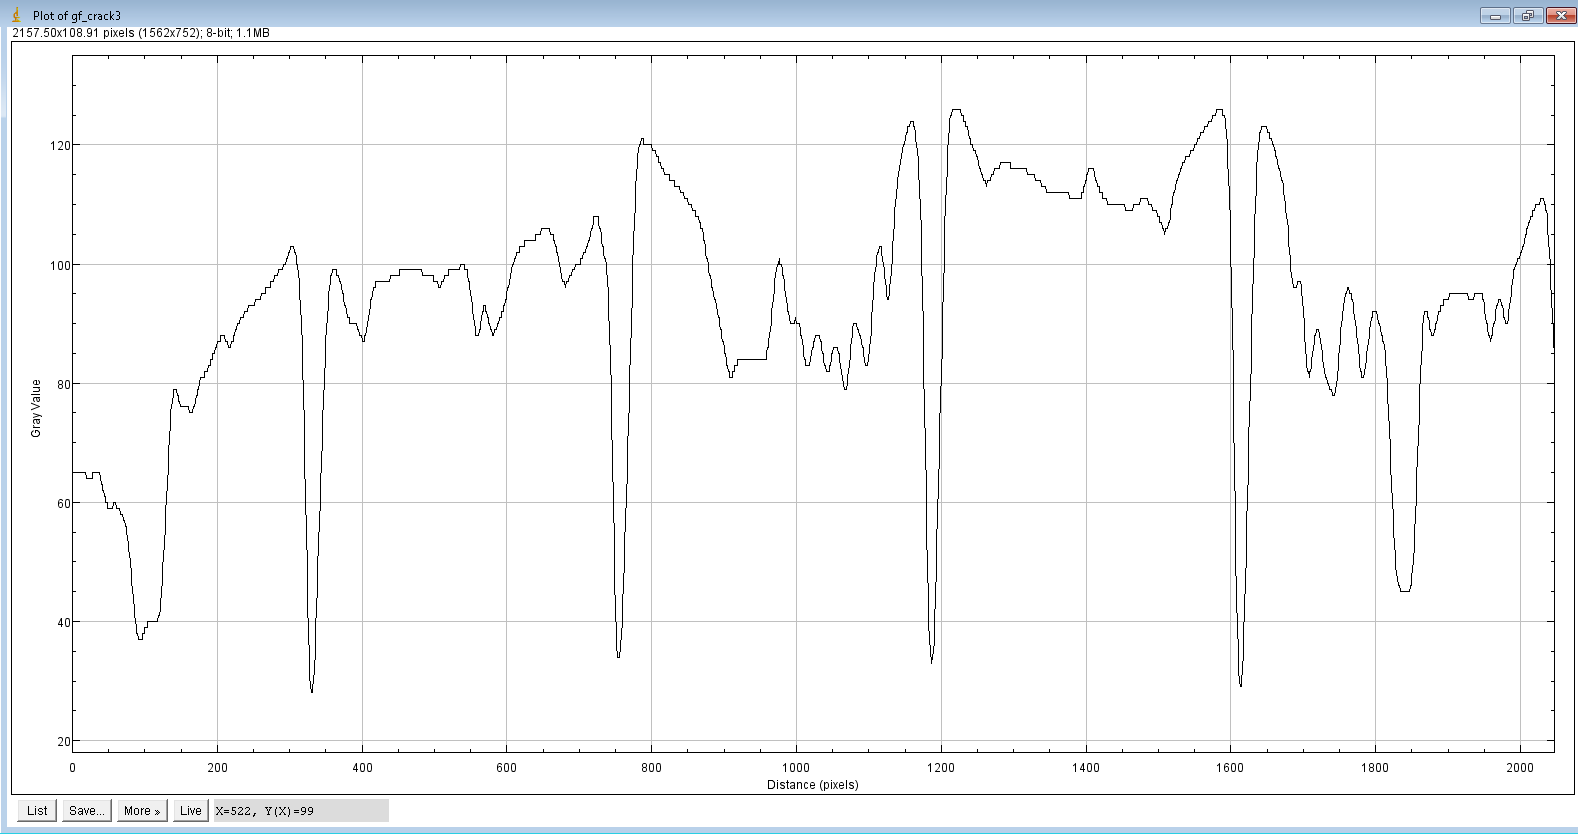 Plot of gf_crack3
2157.50x108.91 pixels (1562x752); 8-bit; 1.1MB
120
100
80
60
40
20
Gray Value
0 200 400 600 800 1000 1200 1400 1600 1800 2000
Distance (pixels)
List Save... More » Live X=522, Y(X)=99